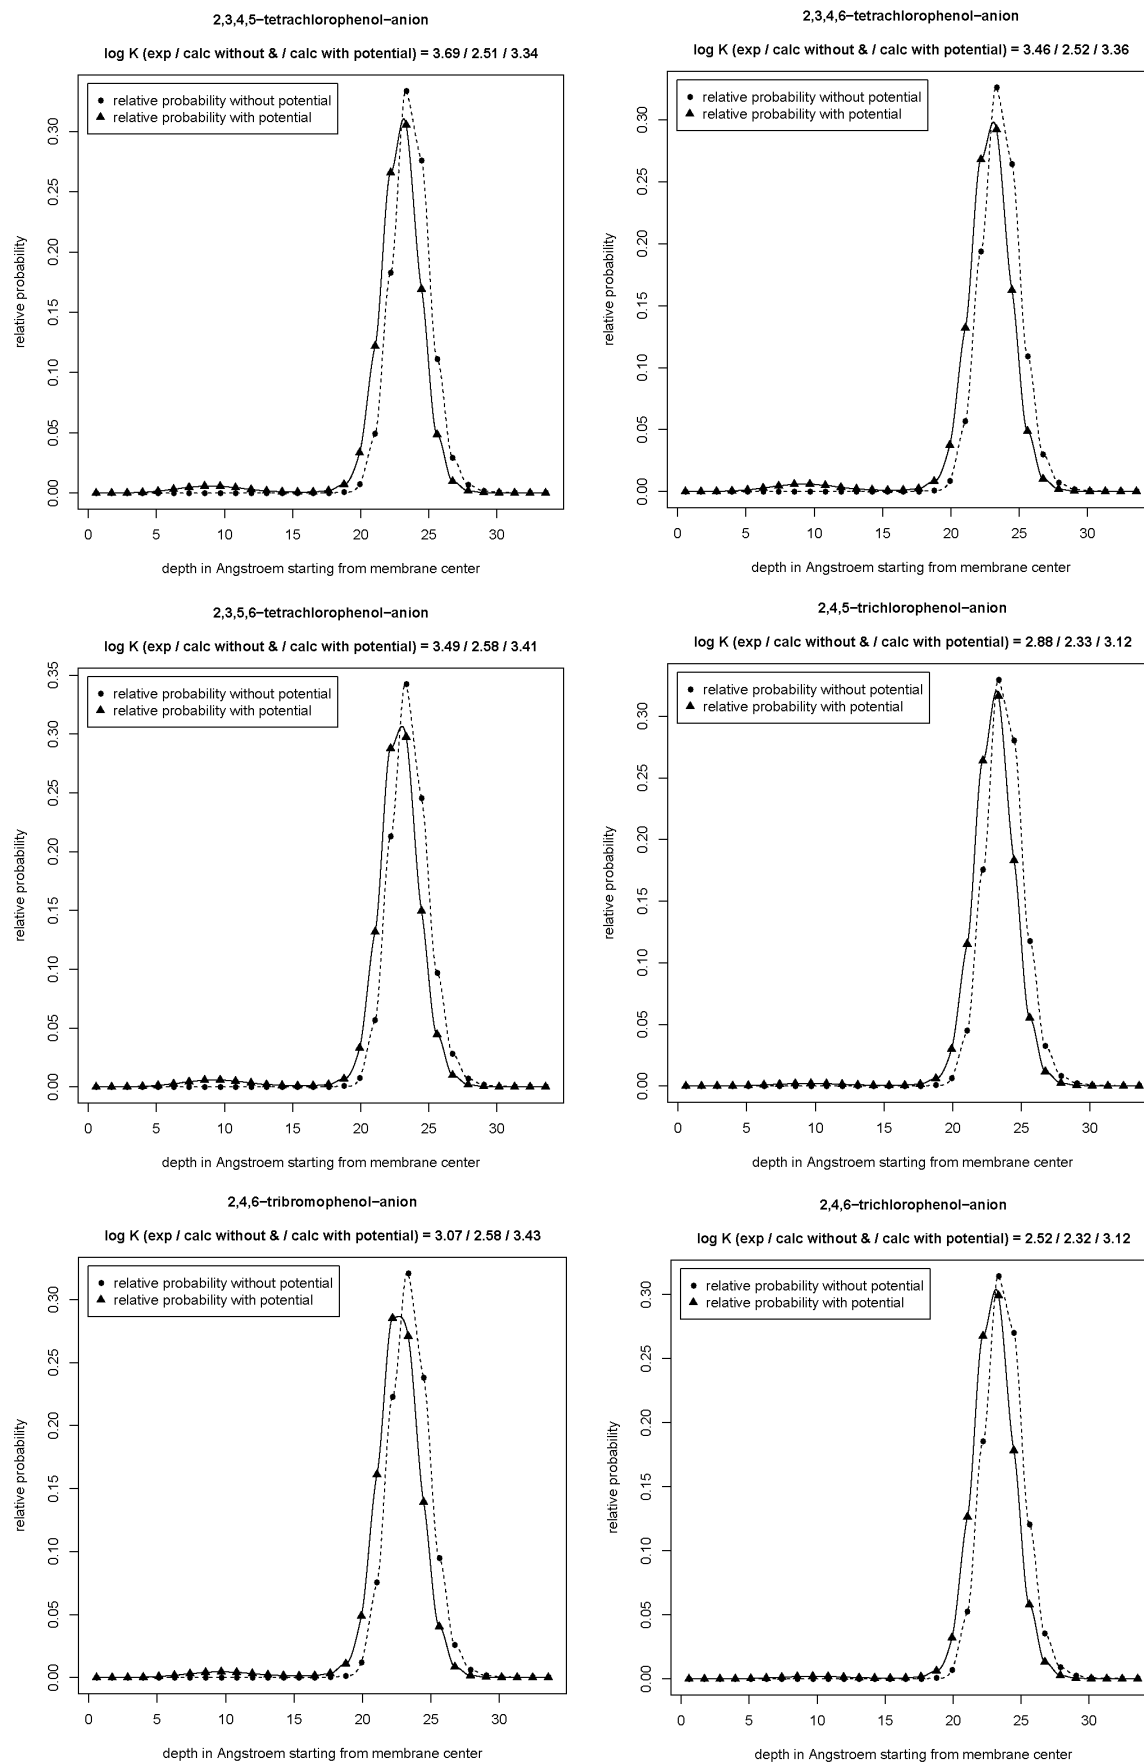 2,3,4,5−tetrachlorophenol−anion
log K (exp / calc without & / calc with potential) = 3.69 / 2.51 / 3.34
relative probability without potential
relative probability with potential
relative probability
0.00
0.05
0.10
0.15
0.20
0.25
0.30
0 5 10 15 20 25 30
depth in Angstroem starting from membrane center
2,3,4,6−tetrachlorophenol−anion
log K (exp / calc without & / calc with potential) = 3.46 / 2.52 / 3.36
relative probability without potential
relative probability with potential
relative probability
0.00
0.05
0.10
0.15
0.20
0.25
0.30
0 5 10 15 20 25 30
depth in Angstroem starting from membrane center
2,3,5,6−tetrachlorophenol−anion
log K (exp / calc without & / calc with potential) = 3.49 / 2.58 / 3.41
relative probability without potential
relative probability with potential
relative probability
0.00
0.05
0.10
0.15
0.20
0.25
0.30
0.35
0 5 10 15 20 25 30
depth in Angstroem starting from membrane center
2,4,5−trichlorophenol−anion
log K (exp / calc without & / calc with potential) = 2.88 / 2.33 / 3.12
relative probability without potential
relative probability with potential
relative probability
0.00
0.05
0.10
0.15
0.20
0.25
0.30
0 5 10 15 20 25 30
depth in Angstroem starting from membrane center
2,4,6−tribromophenol−anion
log K (exp / calc without & / calc with potential) = 3.07 / 2.58 / 3.43
relative probability without potential
relative probability with potential
relative probability
0.00
0.05
0.10
0.15
0.20
0.25
0.30
0 5 10 15 20 25 30
depth in Angstroem starting from membrane center
2,4,6−trichlorophenol−anion
log K (exp / calc without & / calc with potential) = 2.52 / 2.32 / 3.12
relative probability without potential
relative probability with potential
relative probability
0.00
0.05
0.10
0.15
0.20
0.25
0.30
0 5 10 15 20 25 30
depth in Angstroem starting from membrane center